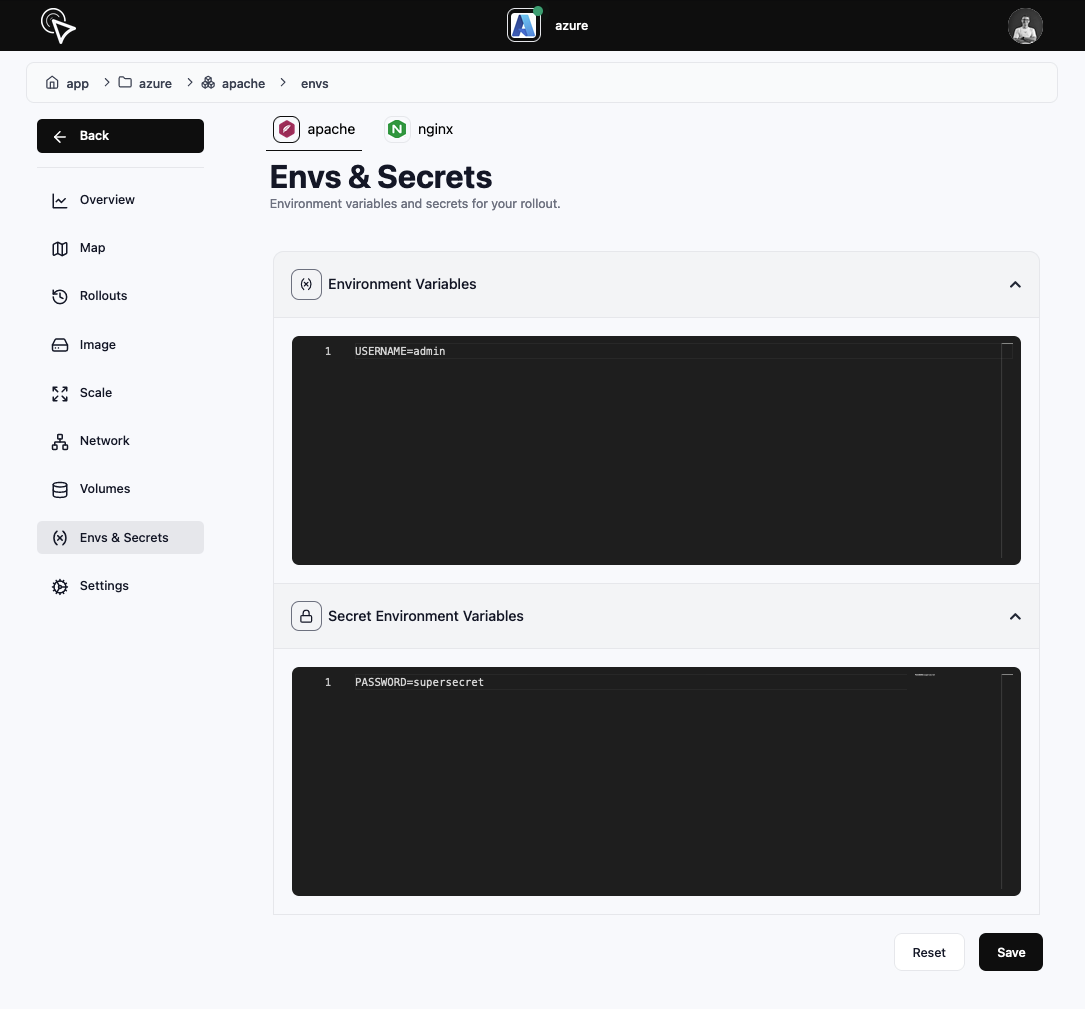 azure
app
azure
apache
envs
Back
apache
nginx
Envs & Secrets
Environment variables and secrets for your rollout.
Overview
Map
Rollouts
Image
Scale
Network
Volumes
Envs & Secrets
Settings
Environment Variables
1 USERNAME=admin
Secret Environment Variables
1 PASSWORD=supersecret
Reset
Save